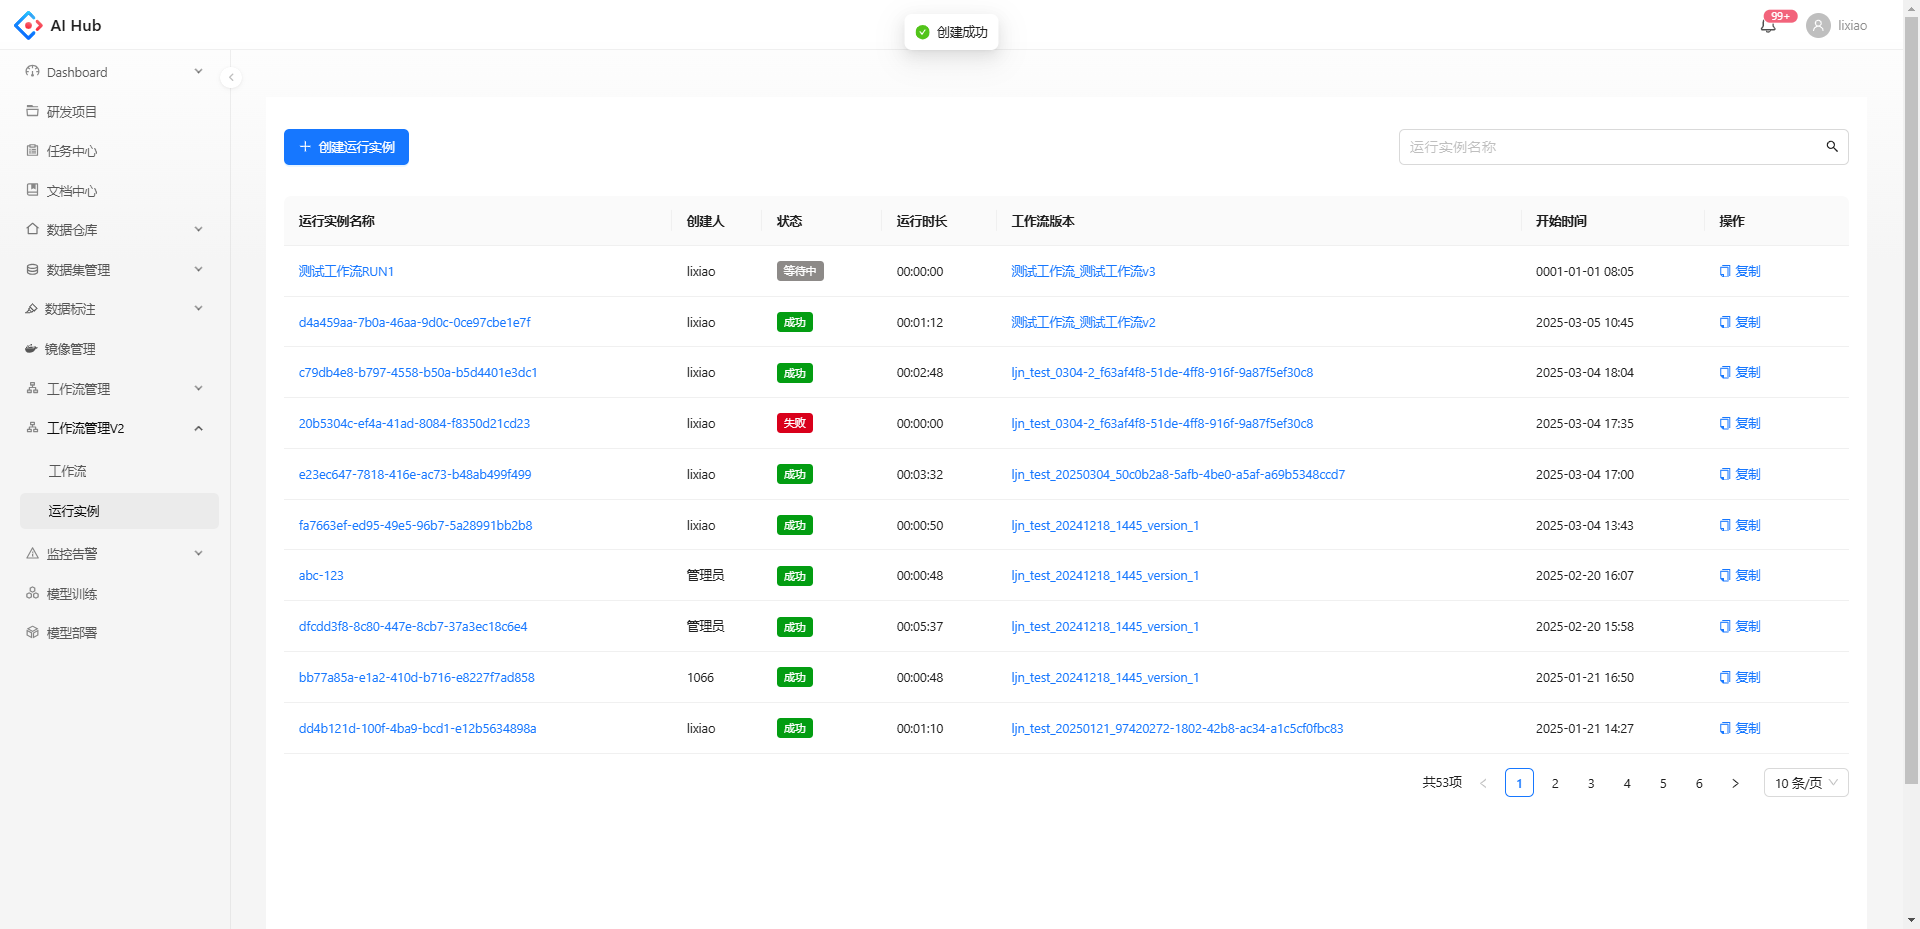 AI Hub
创建成功
99+
lixiao
Dashboard
研发项目
任务中心
文档中心
数据仓库
数据集管理
数据标注
镜像管理
工作流管理
工作流管理V2
工作流
运行实例
监控告警
模型训练
模型部署
创建运行实例
运行实例名称
运行实例名称 创建人 状态 运行时长 工作流版本 开始时间 操作
测试工作流RUN1 lixiao 等待中 00:00:00 测试工作流_测试工作流v3 0001-01-01 08:05 复制
d4a459aa-7b0a-46aa-9d0c-0ce97cbe1e7f lixiao 成功 00:01:12 测试工作流_测试工作流v2 2025-03-05 10:45 复制
c79db4e8-b797-4558-b50a-b5d4401e3dc1 lixiao 成功 00:02:48 ljn_test_0304-2_f63af4f8-51de-4ff8-916f-9a87f5ef30c8 2025-03-04 18:04 复制
20b5304c-ef4a-41ad-8084-f8350d21cd23 lixiao 失败 00:00:00 ljn_test_0304-2_f63af4f8-51de-4ff8-916f-9a87f5ef30c8 2025-03-04 17:35 复制
e23ec647-7818-416e-ac73-b48ab499f499 lixiao 成功 00:03:32 ljn_test_20250304_50c0b2a8-5afb-4be0-a5af-a69b5348ccd7 2025-03-04 17:00 复制
fa7663ef-ed95-49e5-96b7-5a28991bb2b8 lixiao 成功 00:00:50 ljn_test_20241218_1445_version_1 2025-03-04 13:43 复制
abc-123 管理员 成功 00:00:48 ljn_test_20241218_1445_version_1 2025-02-20 16:07 复制
dfcdd3f8-8c80-447e-8cb7-37a3ec18c6e4 管理员 成功 00:05:37 ljn_test_20241218_1445_version_1 2025-02-20 15:58 复制
bb77a85a-e1a2-410d-b716-e8227f7ad858 1066 成功 00:00:48 ljn_test_20241218_1445_version_1 2025-01-21 16:50 复制
dd4b121d-100f-4ba9-bcd1-e12b5634898a lixiao 成功 00:01:10 ljn_test_20250121_97420272-1802-42b8-ac34-a1c5cf0fbc83 2025-01-21 14:27 复制
共53项 < 1 2 3 4 5 6 > 10 条/页